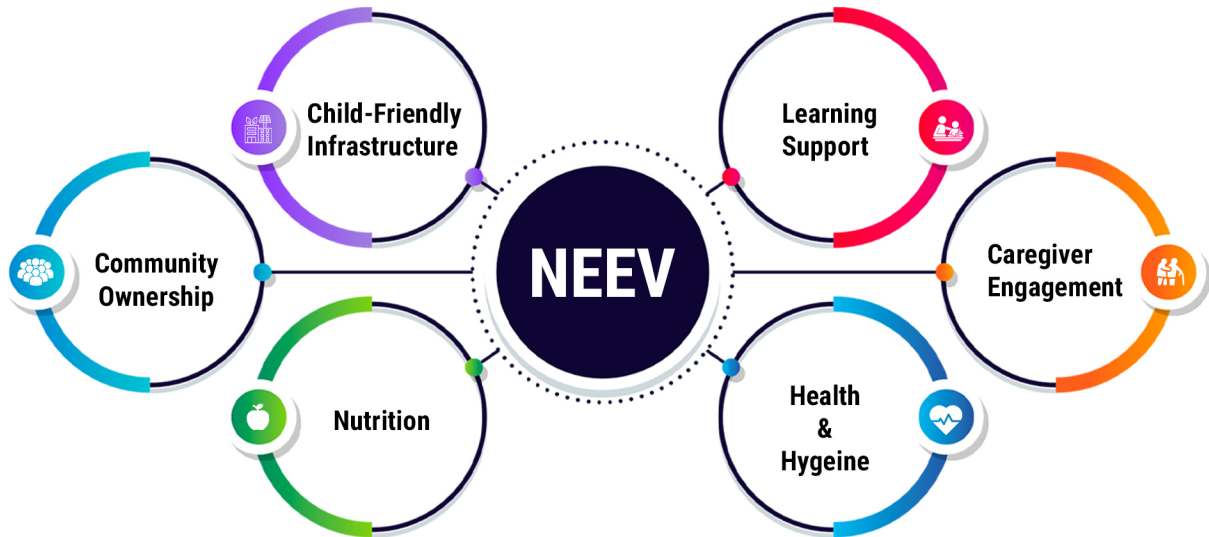 Child-Friendly
Infrastructure
Learning
Support
Community
Ownership
NEEV
Caregiver
Engagement
Nutrition
Health
&
Hygeine